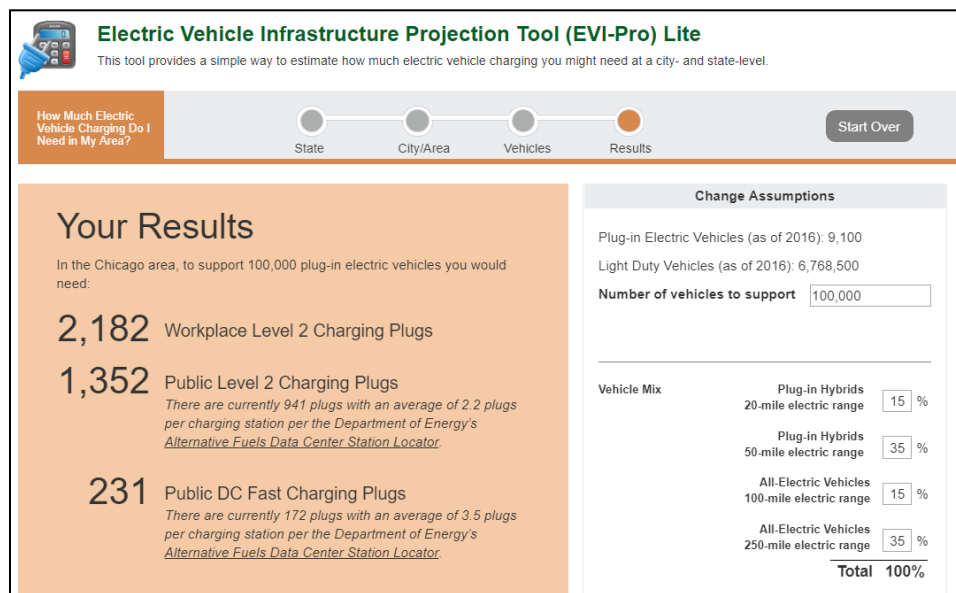 Electric Vehicle Infrastructure Projection Tool (EVI-Pro) Lite
This tool provides a simple way to estimate how much electric vehicle charging you might need at a city- and state-level.
How Much Electric
Vehicle Charging Do I
Need in My Area?
State
City/Area
Vehicles
Results
Start Over
Your Results
In the Chicago area, to support 100,000 plug-in electric vehicles you would
need:
2,182 Workplace Level 2 Charging Plugs
1,352 Public Level 2 Charging Plugs
There are currently 941 plugs with an average of 2.2 plugs
per charging station per the Department of Energy's
Alternative Fuels Data Center Station Locator.
231 Public DC Fast Charging Plugs
There are currently 172 plugs with an average of 3.5 plugs
per charging station per the Department of Energy's
Alternative Fuels Data Center Station Locator.
Change Assumptions
Plug-in Electric Vehicles (as of 2016): 9,100
Light Duty Vehicles (as of 2016): 6,768,500
Number of vehicles to support 100,000
Vehicle Mix
Plug-in Hybrids
20-mile electric range 15 %
Plug-in Hybrids
50-mile electric range 35 %
All-Electric Vehicles
100-mile electric range 15 %
All-Electric Vehicles
250-mile electric range 35 %
Total 100%